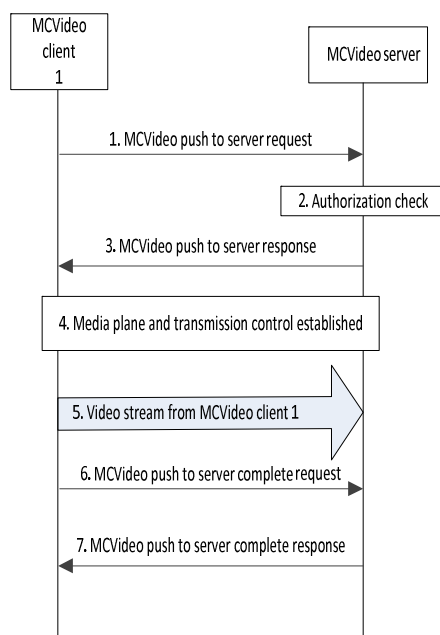 MCVideo
client
1
MCVideo server
1. MCVideo push to server request
2. Authorization check
3. MCVideo push to server response
4. Media plane and transmission control established
5. Video stream from MCVideo client 1
6. MCVideo push to server complete request
7. MCVideo push to server complete response